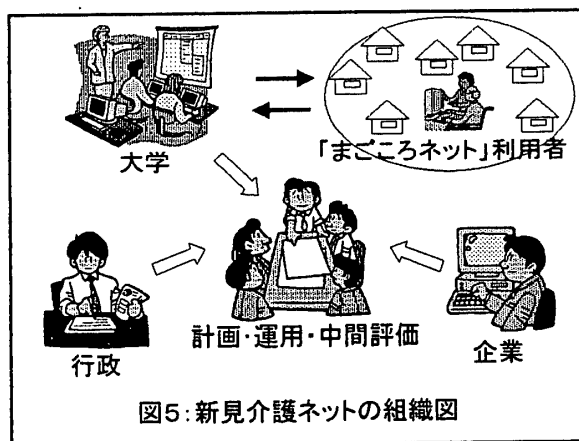 大学
「まごころネット」利用者
行政
計画・運用・中間評価
企業
図5:新見介護ネットの組織図